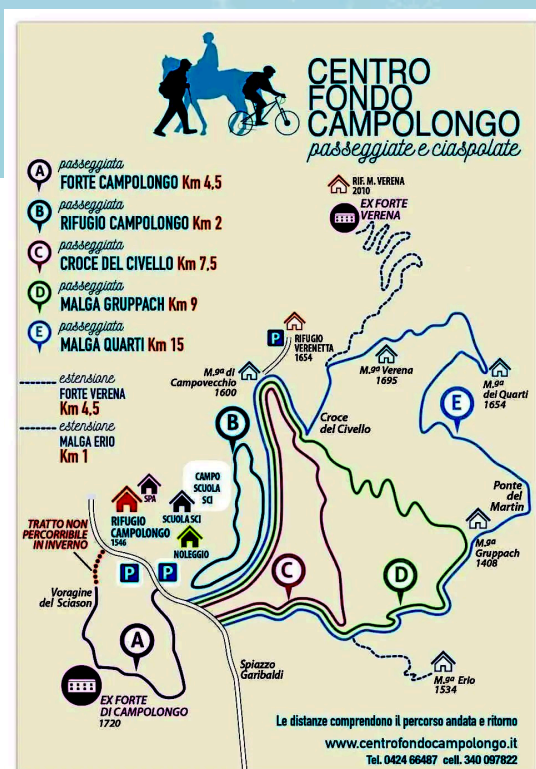 CENTRO
FONDO
CAMPOLONGO
passeggiate e ciaspolate
A
passeggiata
FORTE CAMPOLONGO Km 4,5
B
passeggiata
RIFUGIO CAMPOLONGO Km 2
C
passeggiata
CROCE DEL CIVELLO Km 7,5
D
passeggiata
MALGA GRUPPACH Km 9
E
passeggiata
MALGA QUARTI Km 15
estensione
FORTE VERENA
Km 4,5
estensione
MALGA ERIO
Km 1
RIF. M. VERENA
2010
EX FORTE
VERENA
P
RIFUGIO
VERENETTA
1654
M.ga di
Campovecchio
1600
M.ga Verena
1695
M.ga
dei Quarti
1654
Croce
del Civello
E
B
CAMPO
SCUOLA
SCI
SPA
RIFUGIO
CAMPOLONGO
1546
SCUOLA SCI
NOLEGGIO
Ponte
del
Martin
M.ga
Gruppach
1408
TRATTO NON
PERCORRIBILE
IN INVERNO
P
P
C
D
Voragine
del Sciason
A
Spiazzo
Garibaldi
M.ga Erio
1534
EX FORTE
DI CAMPOLONGO
1720
Le distanze comprendono il percorso andata e ritorno
www.centrofondocampolongo.it
Tel. 0424 66487 cell. 340 097822